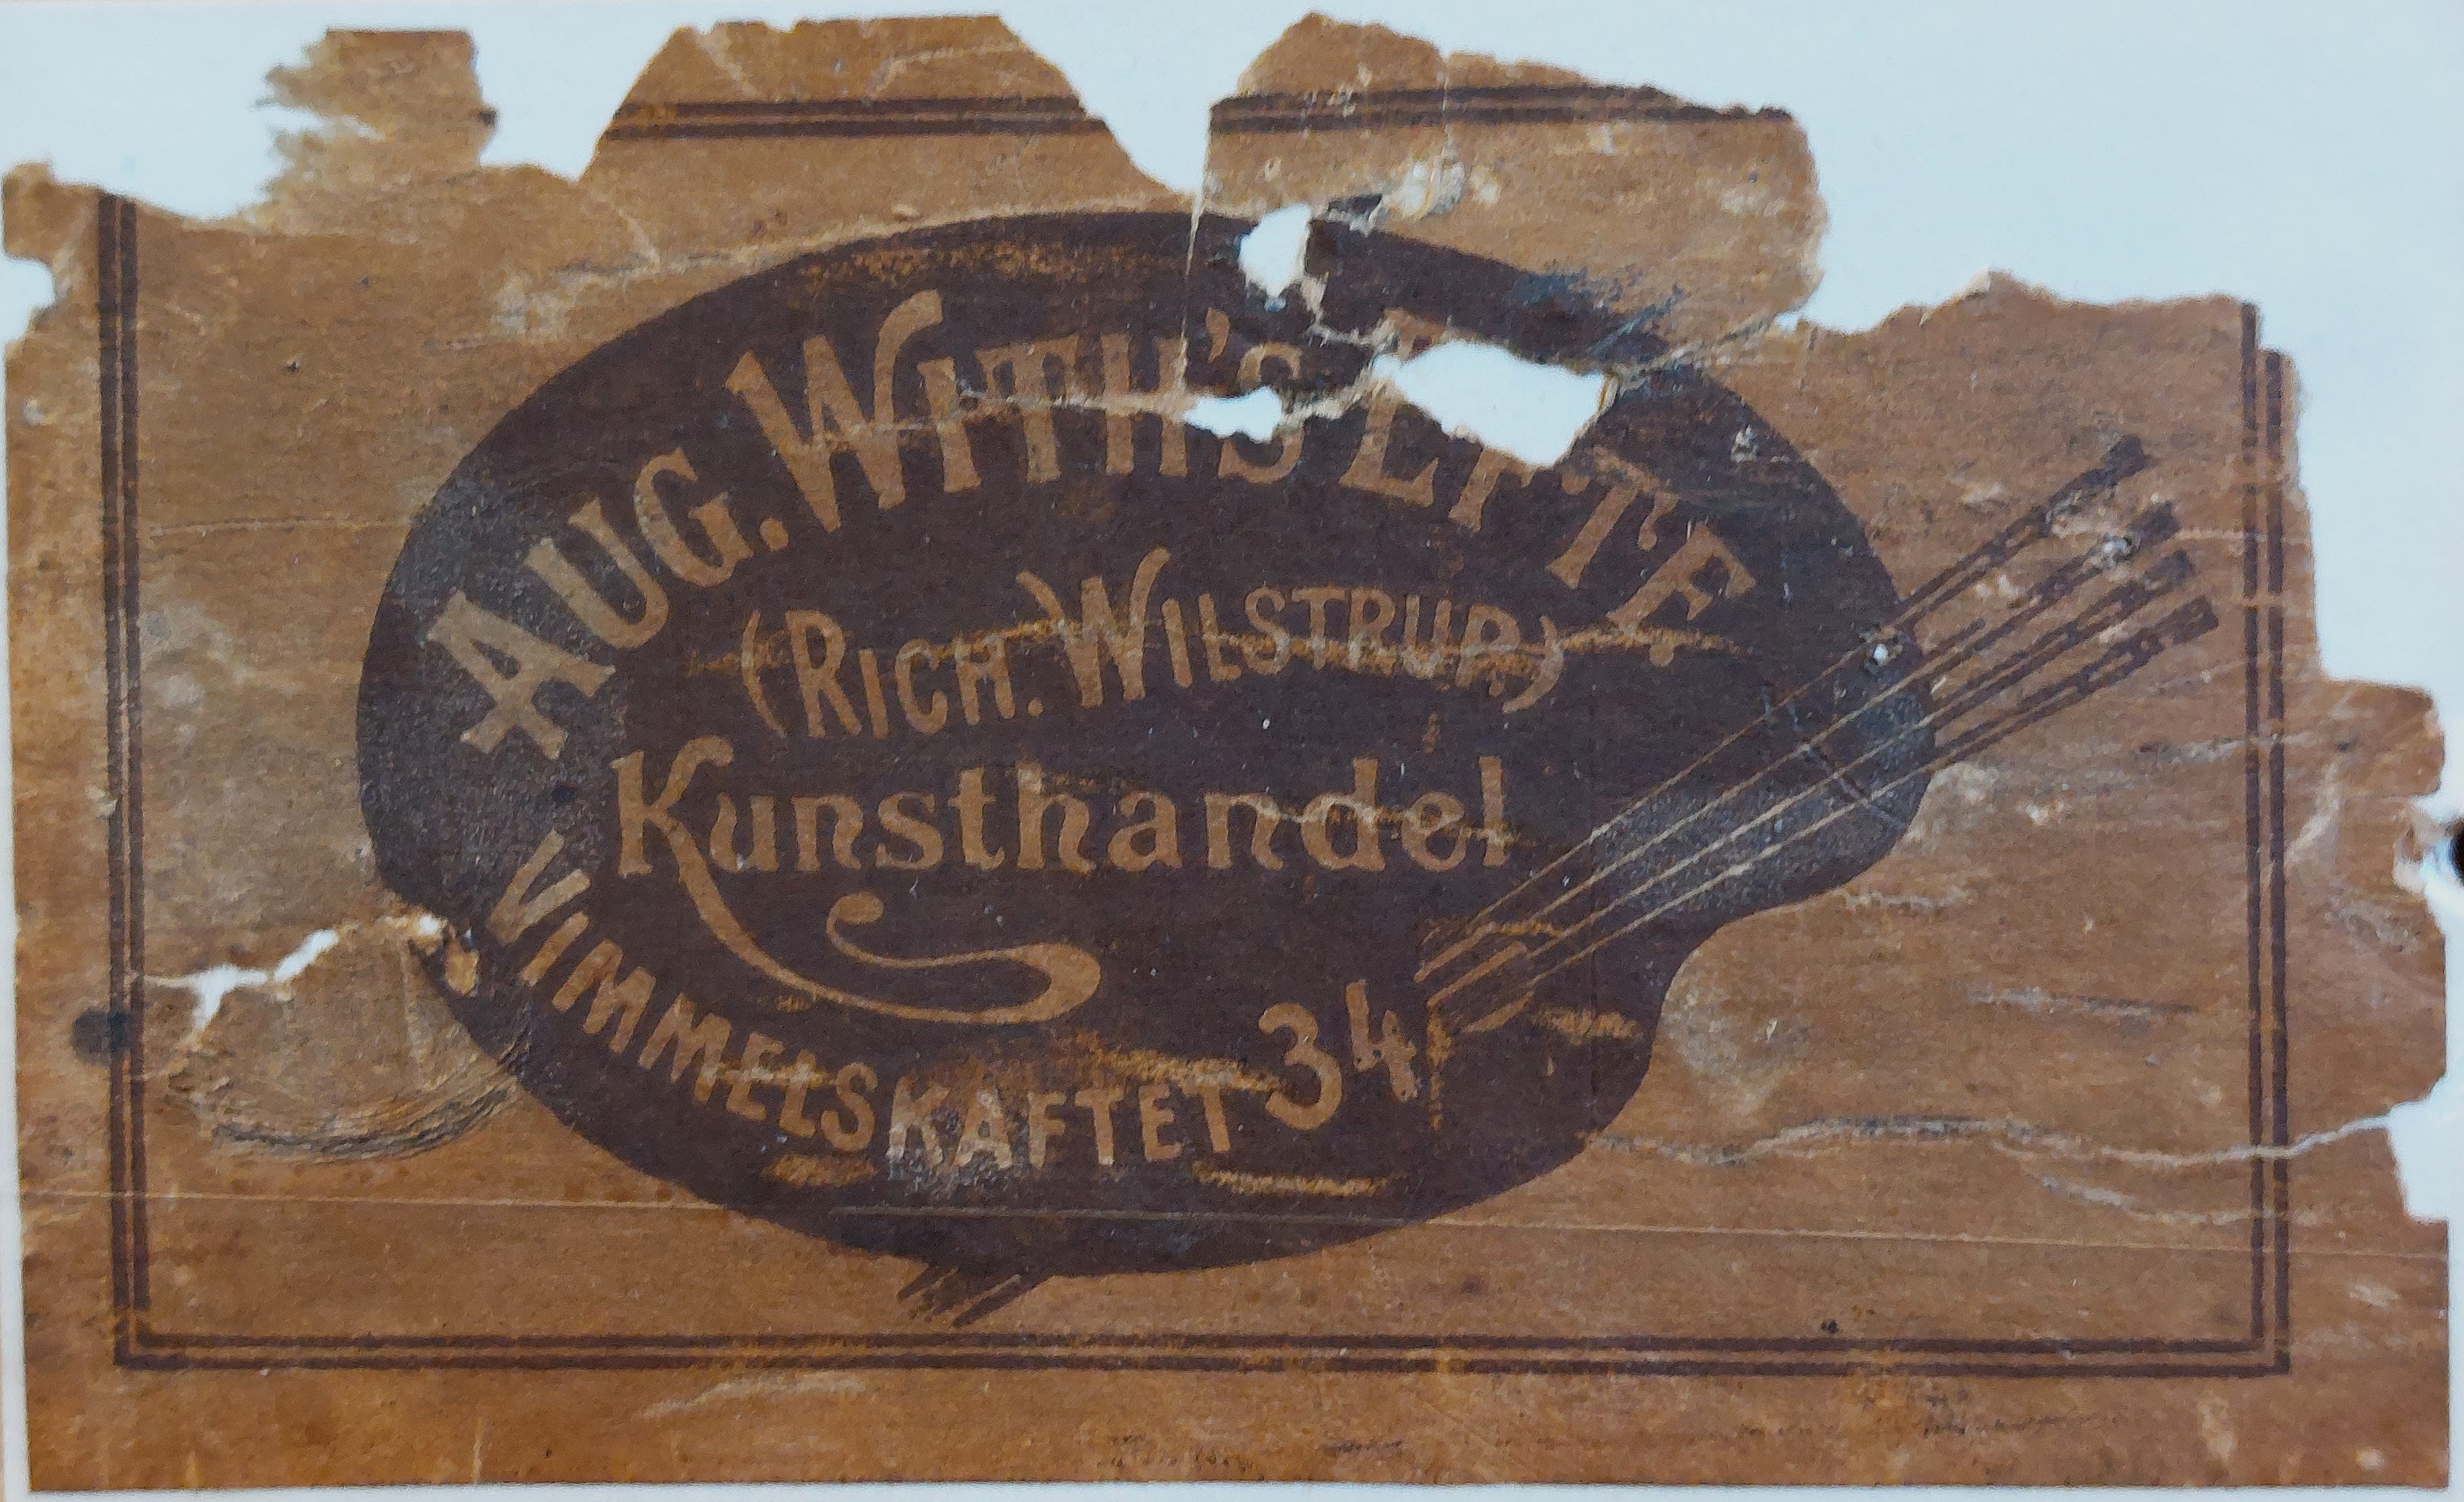 AUG. WITH'S EFTF.
(RICH. WILSTRUP)
Kunsthandel
VIMMELSKAFTET 34